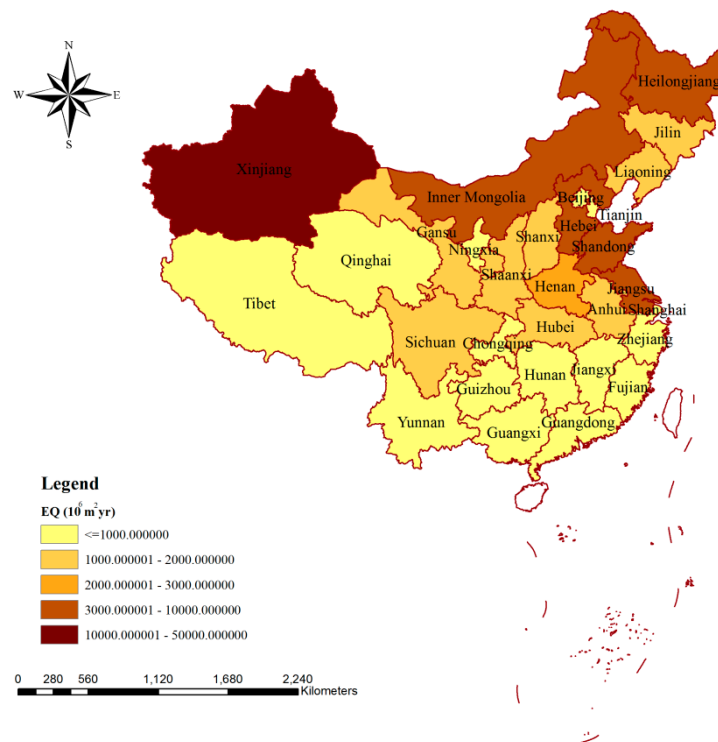 N
W E
S
Heilongjiang
Jilin
Liaoning
Xinjiang
Inner Mongolia
Beijing
Tianjin
Hebei
Gansu
Shanxi
Ningxia
Shandong
Qinghai
Shaanxi
Henan
Jiangsu
Tibet
Anhui
Shanghai
Hubei
Sichuan
Chongqing
Zhejiang
Hunan
Jiangxi
Guizhou
Fujian
Yunnan
Guangdong
Guangxi
Legend
EQ (10⁶ m²yr)
<=1000.000000
1000.000001 - 2000.000000
2000.000001 - 3000.000000
3000.000001 - 10000.000000
10000.000001 - 50000.000000
0 280 560 1,120 1,680 2,240
Kilometers